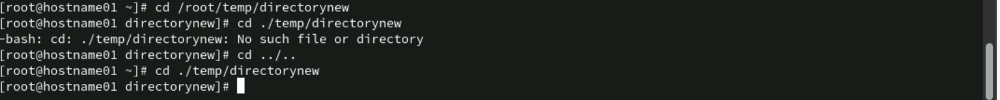 [root@hostname01 ~]# cd /root/temp/directorynew
[root@hostname01 directorynew]# cd ./temp/directorynew
-bash: cd: ./temp/directorynew: No such file or directory
[root@hostname01 directorynew]# cd ../..
[root@hostname01 ~]# cd ./temp/directorynew
[root@hostname01 directorynew]#